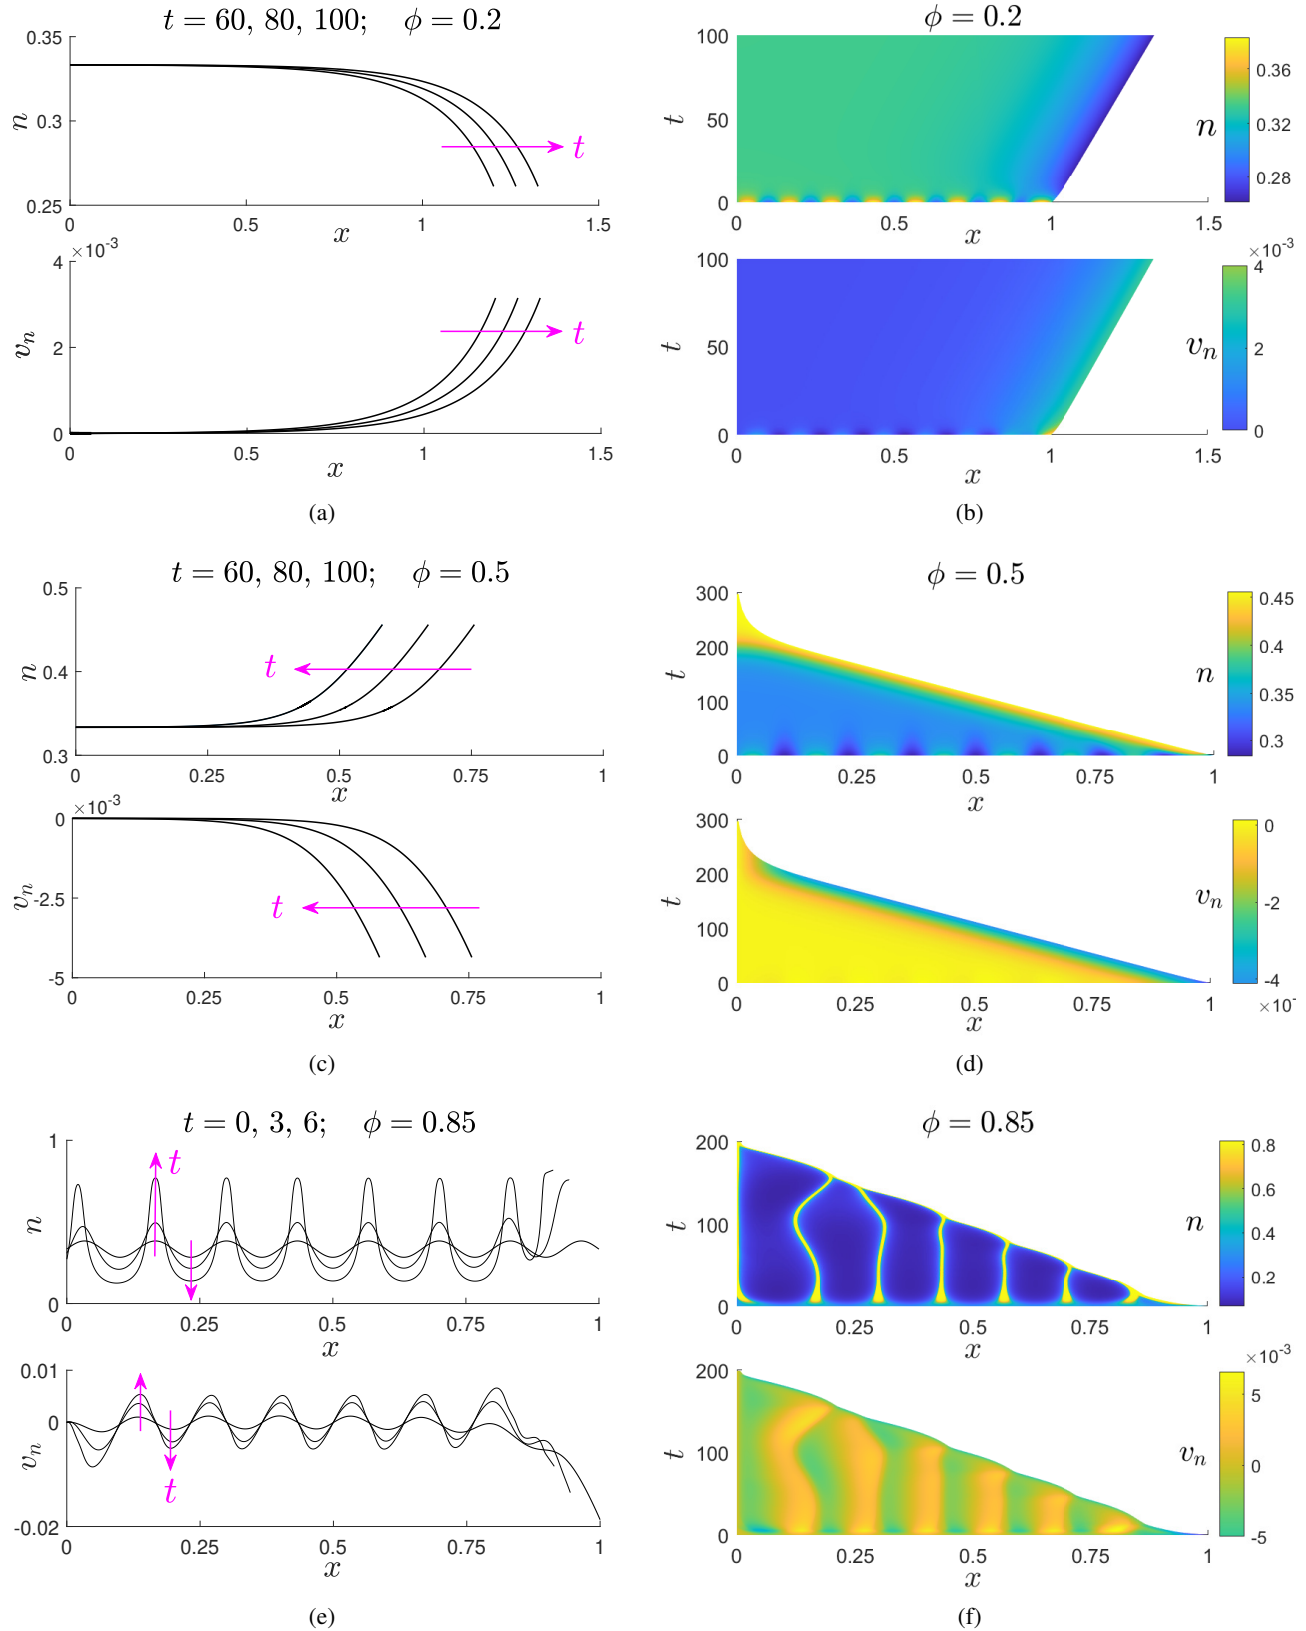 t = 60, 80, 100; ϕ = 0.2
0.35
0.3
0.25
n
t
0.5
1
1.5
x
×10⁻³
4
2
0
vₙ
t
0
0.5
1
1.5
x
(a)
ϕ = 0.2
100
50
0
t
0
0.5
1
1.5
x
0.36
0.32
0.28
n
100
50
0
t
0
0.5
1
1.5
x
×10⁻³
4
2
0
vₙ
(b)
t = 60, 80, 100; ϕ = 0.5
0.5
0.4
0.3
n
t
0
0.25
0.5
0.75
1
x
×10⁻³
0
-2.5
-5
vₙ
t
0
0.25
0.5
0.75
1
x
(c)
ϕ = 0.5
300
200
100
0
t
0
0.25
0.5
0.75
1
x
0.45
0.4
0.35
0.3
n
300
200
100
0
t
0
0.25
0.5
0.75
1
x
0
-2
-4
×10⁻
vₙ
(d)
t = 0, 3, 6; ϕ = 0.85
1
0
n
t
0
0.25
0.5
0.75
1
x
0.01
0
-0.02
vₙ
t
0
0.25
0.5
0.75
1
x
(e)
ϕ = 0.85
200
100
0
t
0
0.25
0.5
0.75
1
x
0.8
0.6
0.4
0.2
n
200
100
0
t
0
0.25
0.5
0.75
1
x
×10⁻³
5
0
-5
vₙ
(f)